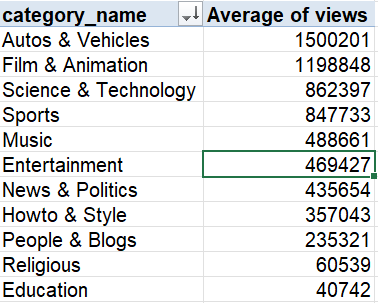 category_name Average of views
Autos & Vehicles 1500201
Film & Animation 1198848
Science & Technology 862397
Sports 847733
Music 488661
Entertainment 469427
News & Politics 435654
Howto & Style 357043
People & Blogs 235321
Religious 60539
Education 40742